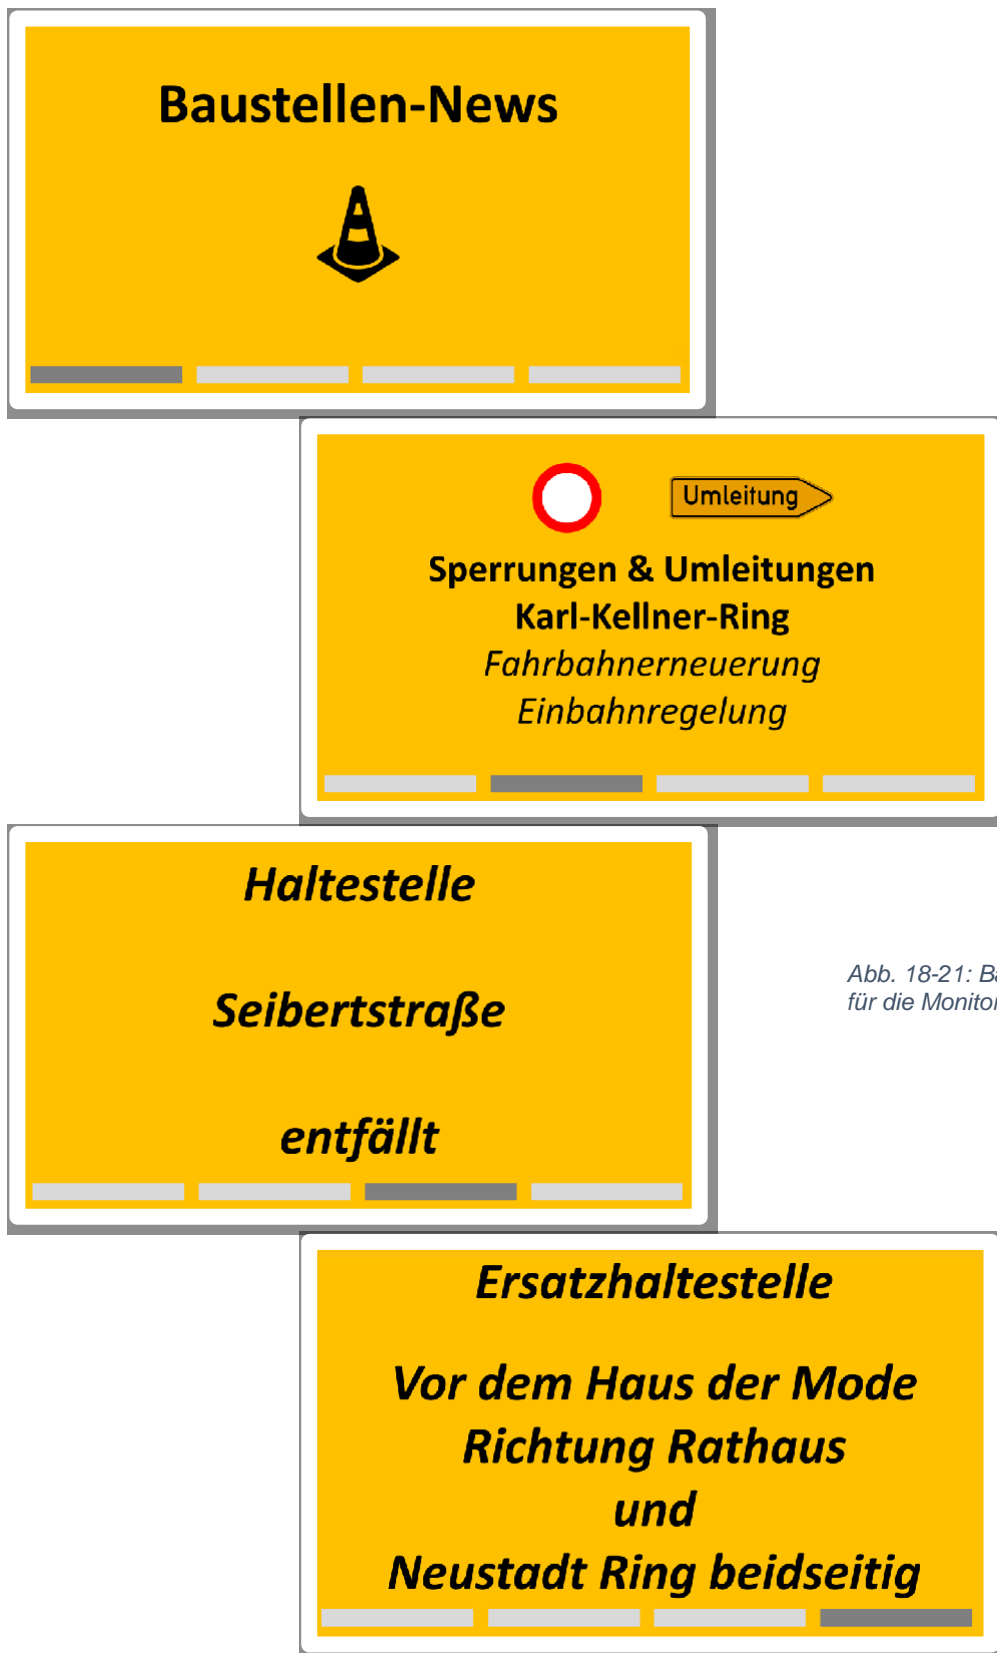 Baustellen-News
Umleitung
Sperrungen & Umleitungen
Karl-Kellner-Ring
Fahrbahnerneuerung
Einbahnregelung
Haltestelle
Seibertstraße
entfällt
Abb. 18-21:
für die
Ersatzhaltestelle
Vor dem Haus der Mode
Richtung Rathaus
und
Neustadt Ring beidseitig